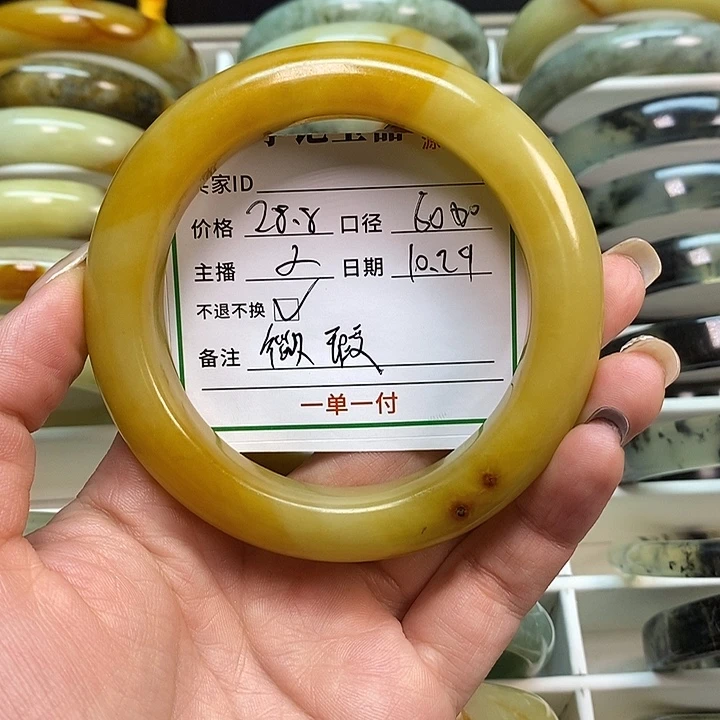 源
买家ID
价格 28.8 口径 60
主播 2 日期 10.29
不退不换 ☑
备注 微瑕
一单一付